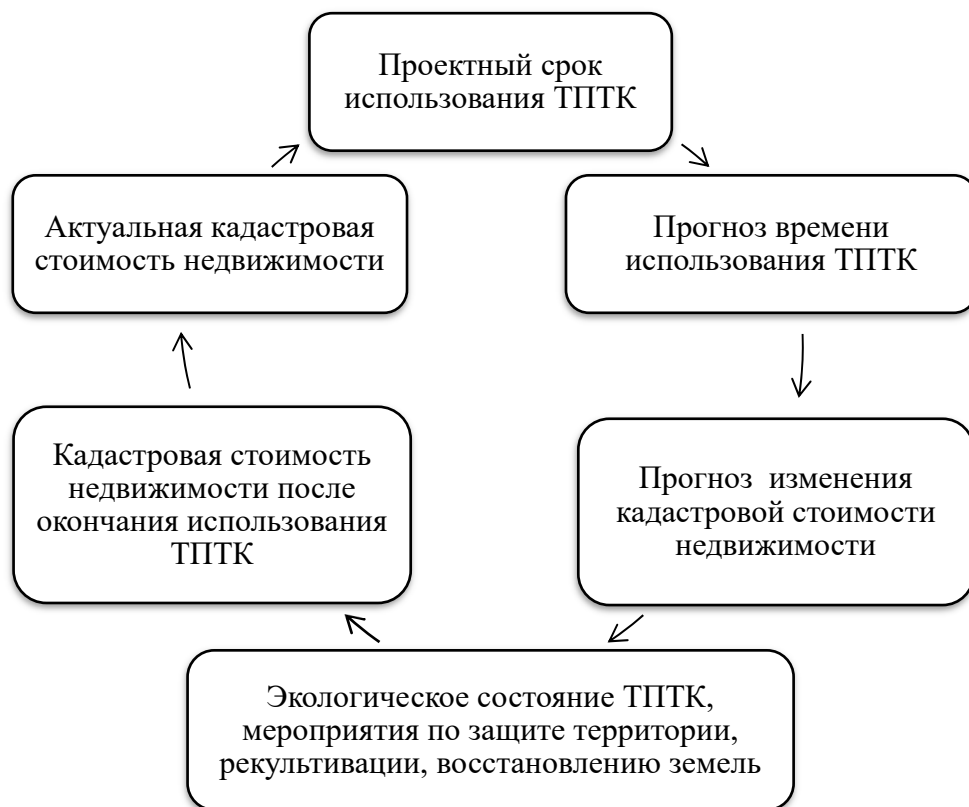 Проектный срок
использования ТПТК
Прогноз времени
использования ТПТК
Прогноз изменения
кадастровой стоимости
недвижимости
Экологическое состояние ТПТК,
мероприятия по защите территории,
рекультивации, восстановлению земель
Кадастровая стоимость
недвижимости после
окончания использования
ТПТК
Актуальная кадастровая
стоимость недвижимости